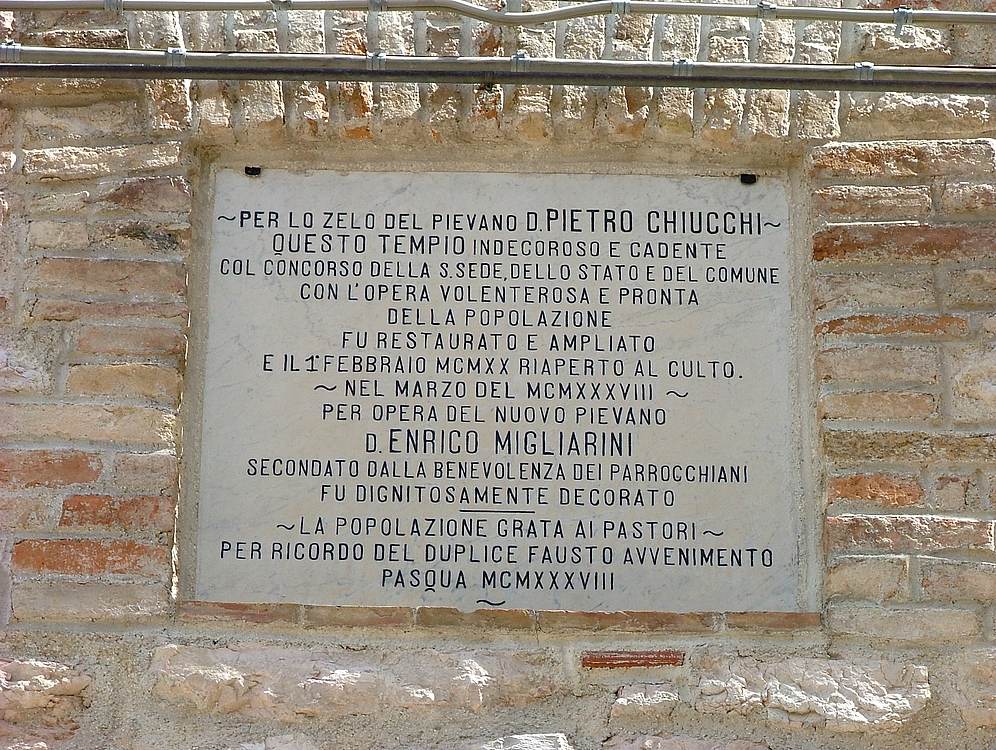 ~PER LO ZELO DEL PIEVANO D. PIETRO CHIUCCHI~
QUESTO TEMPIO INDECOROSO E CADENTE
COL CONCORSO DELLA S. SEDE, DELLO STATO E DEL COMUNE
CON L'OPERA VOLENTEROSA E PRONTA
DELLA POPOLAZIONE
FU RESTAURATO E AMPLIATO
E IL 1° FEBBRAIO MCMXX RIAPERTO AL CULTO.
~NEL MARZO DEL MCMXXXVIII~
PER OPERA DEL NUOVO PIEVANO
D. ENRICO MIGLIARINI
SECONDATO DALLA BENEVOLENZA DEI PARROCCHIANI
FU DIGNITOSAMENTE DECORATO
~LA POPOLAZIONE GRATA AI PASTORI~
PER RICORDO DEL DUPLICE FAUSTO AVVENIMENTO
PASQUA MCMXXXVIII